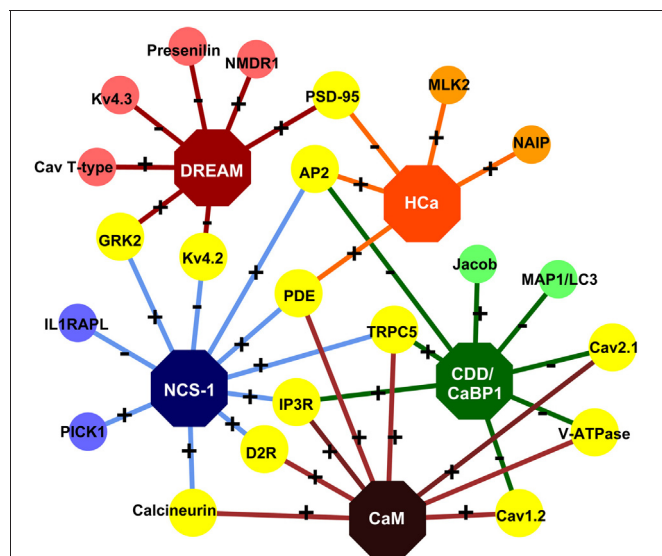 Presenilin
NMDR1
Kv4.3
PSD-95
MLK2
NAIP
Cav T-type
DREAM
AP2
HCa
GRK2
Kv4.2
Jacob
MAP1/LC3
PDE
IL1RAPL
TRPC5
Cav2.1
NCS-1
CDD/
CaBP1
IP3R
PICK1
D2R
V-ATPase
Calcineurin
CaM
Cav1.2